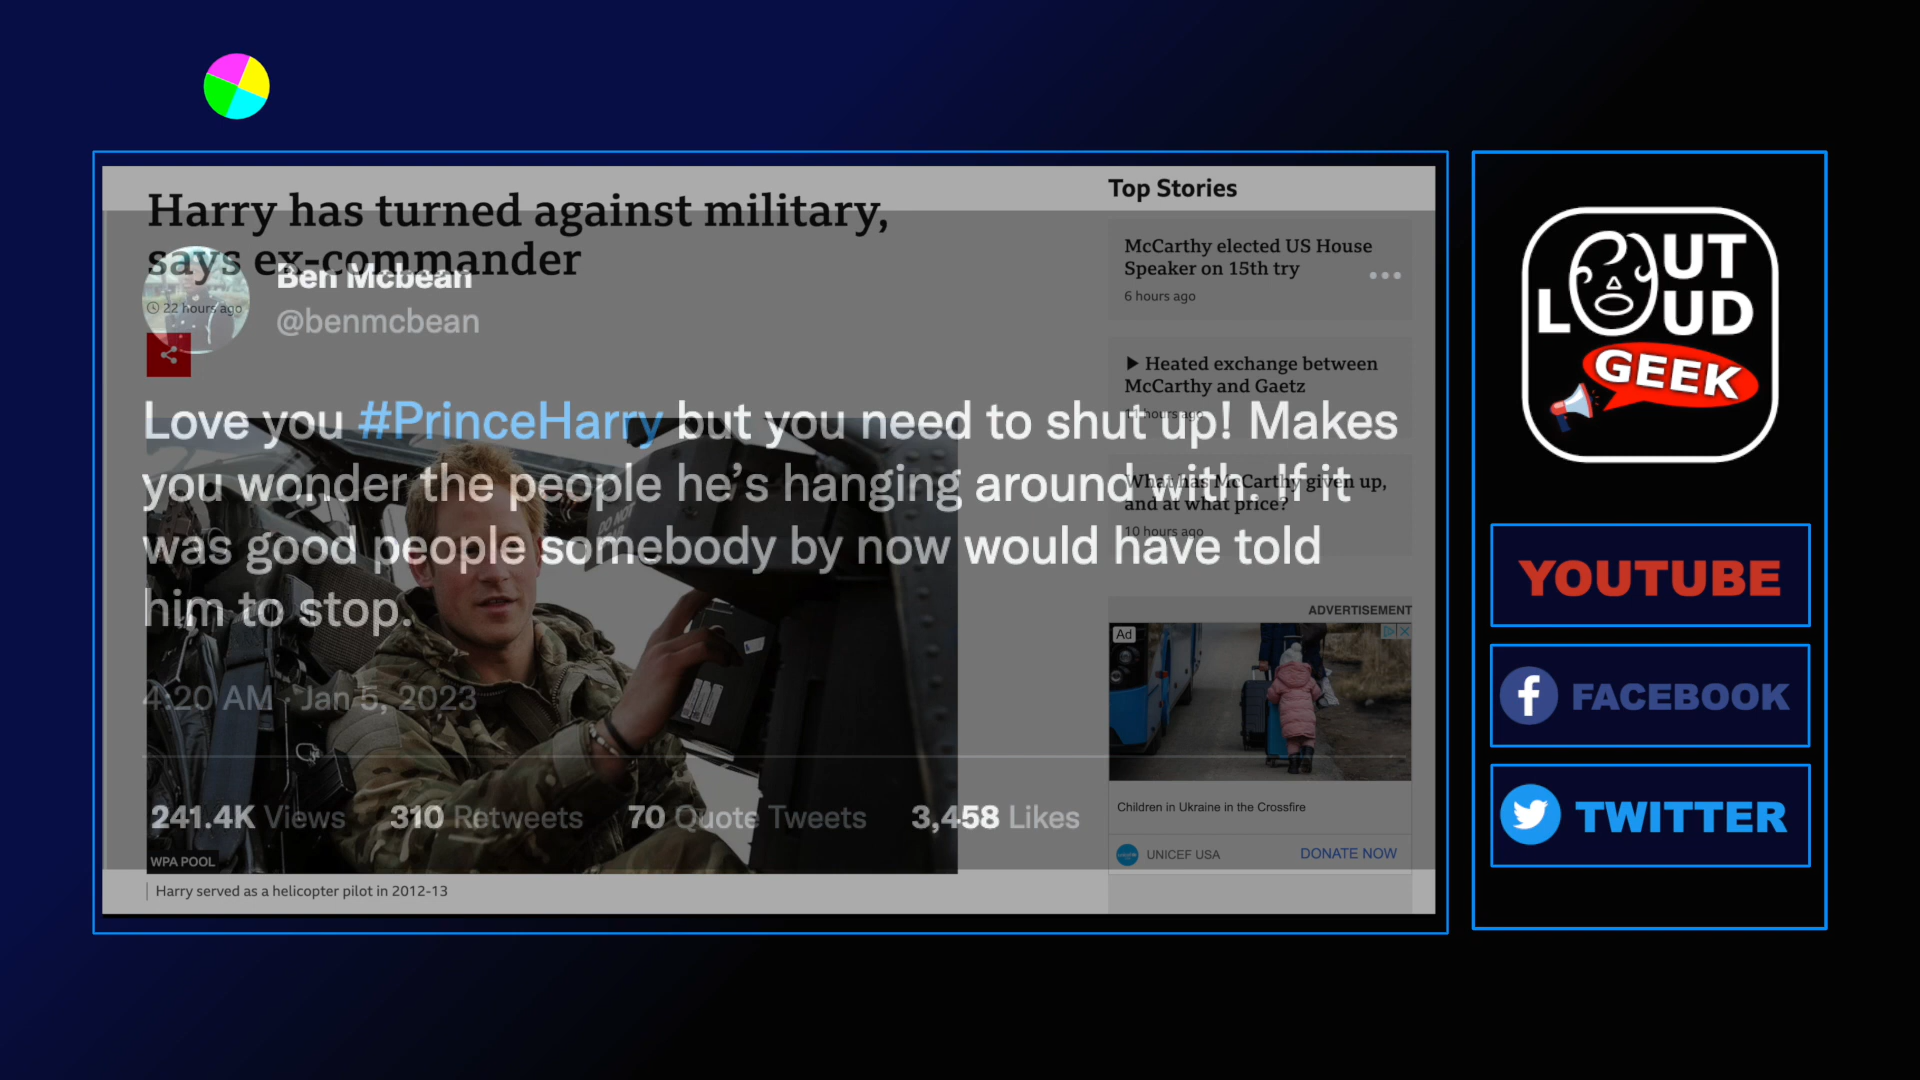 Harry has turned against military,
says ex-commander
22 hours ago
Ben Mcbean
@benmcbean
Love you #PrinceHarry but you need to shut up! Makes
you wonder the people he's hanging around with. If it
was good people somebody by now would have told
him to stop.
4:20 AM · Jan 5, 2023
241.4K Views 310 Retweets 70 Quote Tweets 3,458 Likes
DO NOT
WPA POOL
Harry served as a helicopter pilot in 2012-13
Top Stories
McCarthy elected US House
Speaker on 15th try
6 hours ago
Heated exchange between
McCarthy and Gaetz
hours ago
What has McCarthy given up,
and at what price?
10 hours ago
ADVERTISEMENT
Ad
Children in Ukraine in the Crossfire
UNICEF USA DONATE NOW
OUT
LOUD
GEEK
YOUTUBE
FACEBOOK
TWITTER